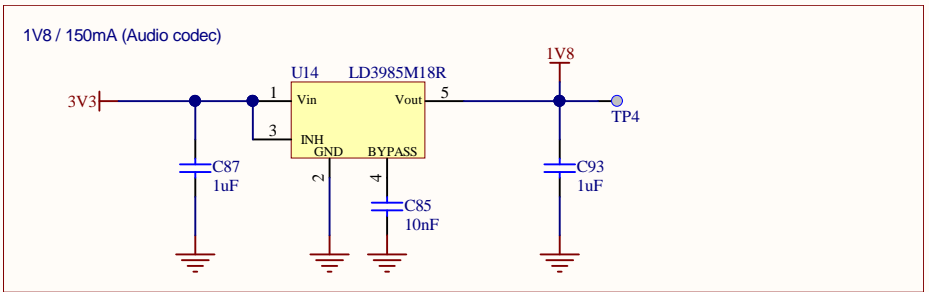 1V8 / 150mA (Audio codec)
1V8
U14 LD3985M18R
3V3 1 Vin Vout 5
TP4
3 INH
GND BYPASS
C87
1uF
2
4
C93
1uF
C85
10nF